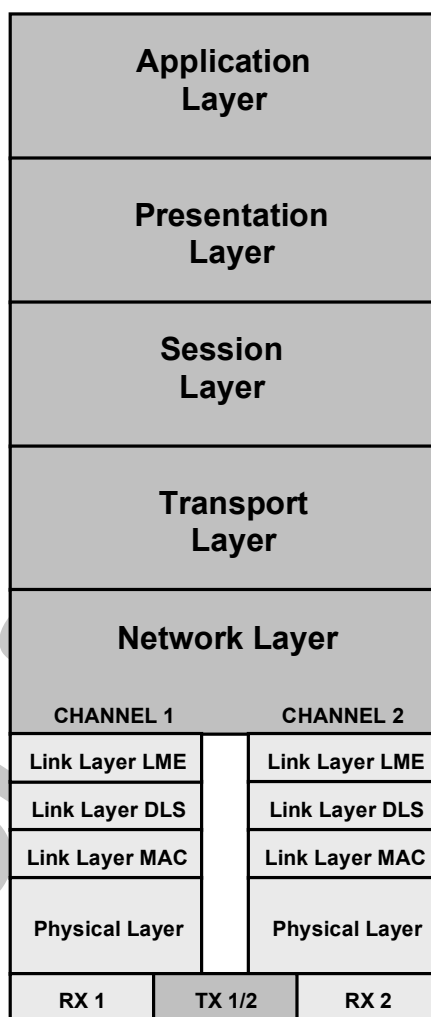 Application
Layer
Presentation
Layer
Session
Layer
Transport
Layer
Network Layer
CHANNEL 1 CHANNEL 2
Link Layer LME Link Layer LME
Link Layer DLS Link Layer DLS
Link Layer MAC Link Layer MAC
Physical Layer Physical Layer
RX 1 TX 1/2 RX 2